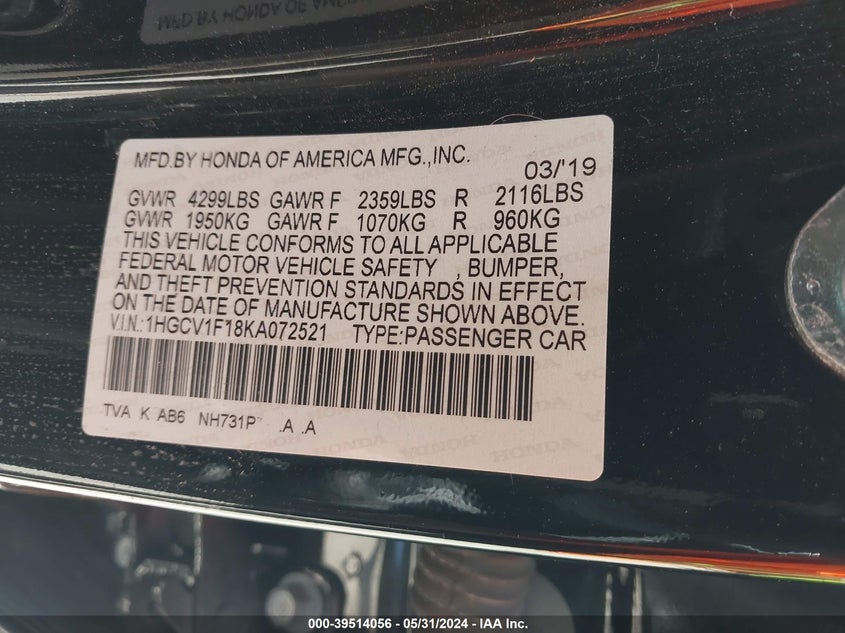 MFD.BY HONDA OF AMERICA MFG.,INC. 03/'19
GVWR 4299LBS GAWR F 2359LBS R 2116LBS
GVWR 1950KG GAWR F 1070KG R 960KG
THIS VEHICLE CONFORMS TO ALL APPLICABLE
FEDERAL MOTOR VEHICLE SAFETY , BUMPER,
AND THEFT PREVENTION STANDARDS IN EFFECT
ON THE DATE OF MANUFACTURE SHOWN ABOVE.
V.I.N.:1HGCV1F18KA072521 TYPE:PASSENGER CAR
TVA K AB6 NH731P .A .A
000-39514056 - 05/31/2024 - IAA Inc.